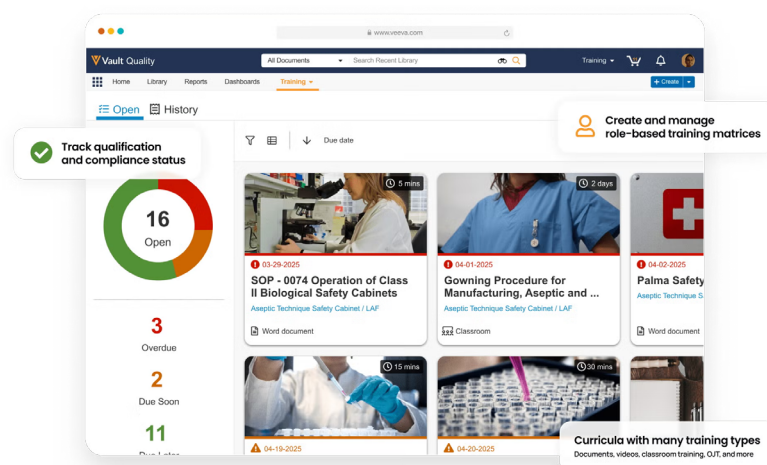 www.veeva.com
Vault Quality
All Documents
Search Recent Library
Training
Home
Library
Reports
Dashboards
Training
+ Create
Open
History
Create and manage
role-based training matrices
Track qualification
and compliance status
Due date
16
Open
5 mins
2 days
03-29-2025
04-01-2025
04-02-2025
SOP - 0074 Operation of Class
II Biological Safety Cabinets
Gowning Procedure for
Manufacturing, Aseptic and ...
Palma Safety
Aseptic Technique Safety Cabinet / LAF
Aseptic Technique Safety Cabinet / LAF
Aseptic Technique S
Word document
Classroom
Word document
3
Overdue
2
Due Soon
11
Due Later
15 mins
30 mins
04-19-2025
04-20-2025
Curricula with many training types
Documents, videos, classroom training, OJT, and more